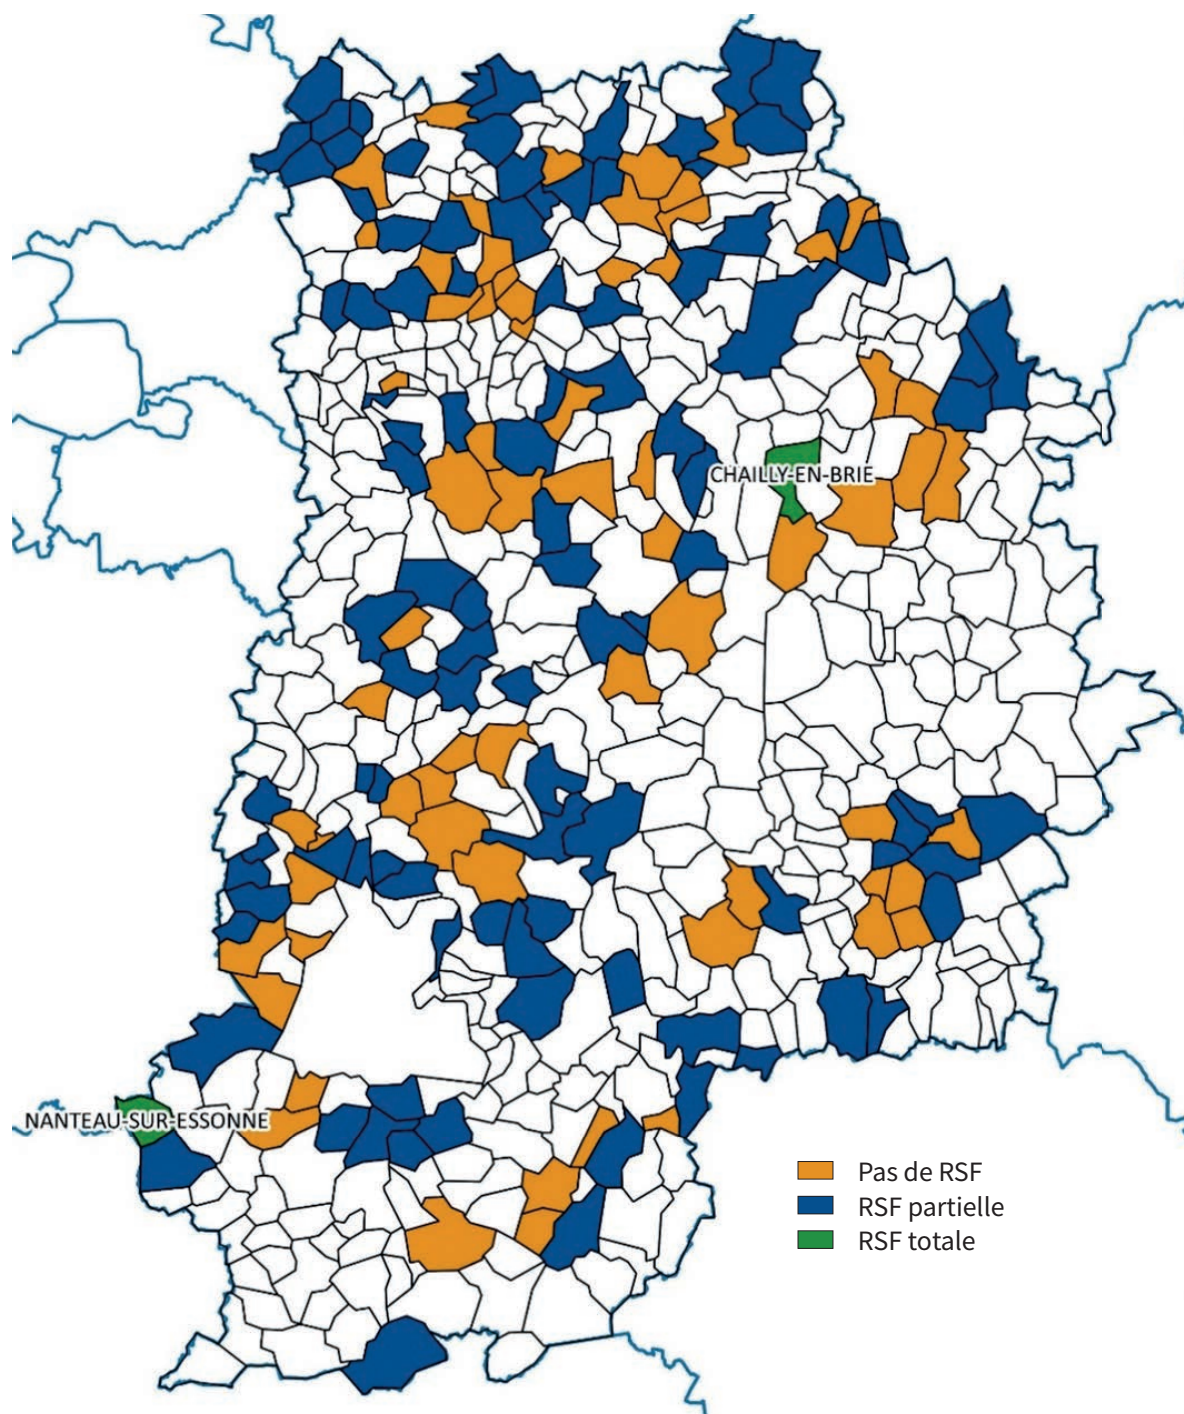 CHAILLY-EN-BRIE
NANTEAU-SUR-ESSONNE
Pas de RSF
RSF partielle
RSF totale